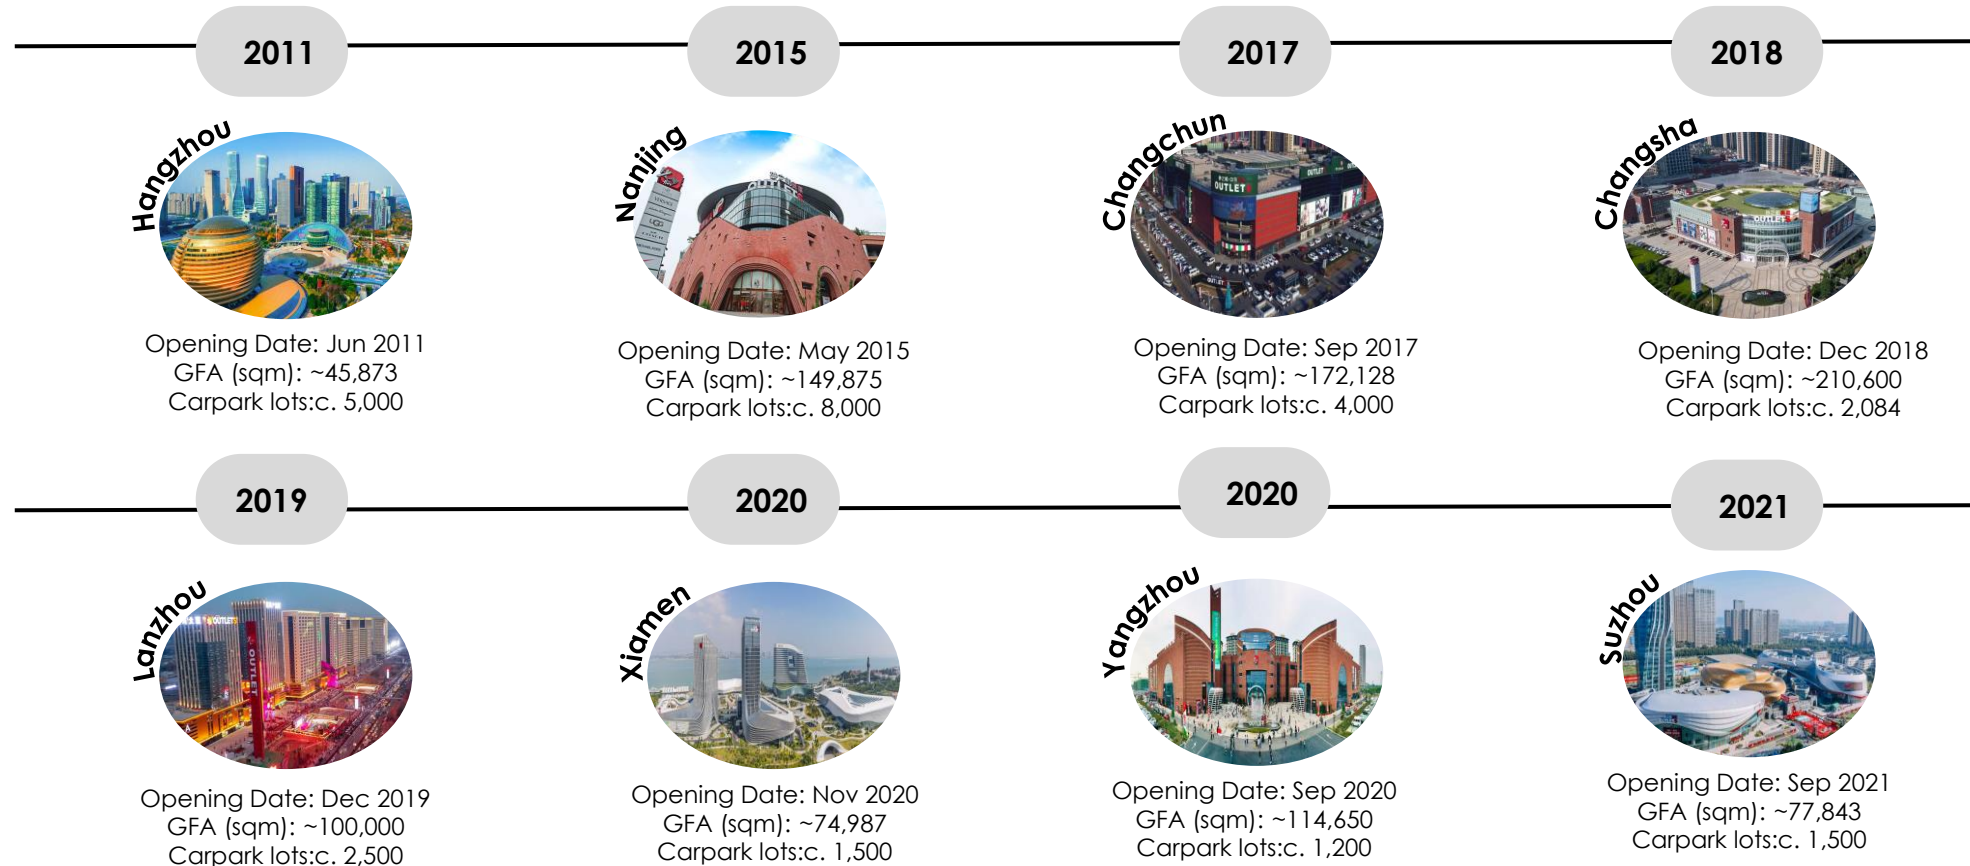 2011
2015
2017
2018
Hangzhou
Nanjing
Changchun
Changsha
OUTLET
OUTLET
OUTLET
Opening Date: Jun 2011
GFA (sqm): ~45,873
Carpark lots:c. 5,000
Opening Date: May 2015
GFA (sqm): ~149,875
Carpark lots:c. 8,000
Opening Date: Sep 2017
GFA (sqm): ~172,128
Carpark lots:c. 4,000
Opening Date: Dec 2018
GFA (sqm): ~210,600
Carpark lots:c. 2,084
2019
2020
2020
2021
Lanzhou
Xiamen
Yangzhou
Suzhou
OUTLET
OUTLET
Opening Date: Dec 2019
GFA (sqm): ~100,000
Carpark lots:c. 2,500
Opening Date: Nov 2020
GFA (sqm): ~74,987
Carpark lots:c. 1,500
Opening Date: Sep 2020
GFA (sqm): ~114,650
Carpark lots:c. 1,200
Opening Date: Sep 2021
GFA (sqm): ~77,843
Carpark lots:c. 1,500